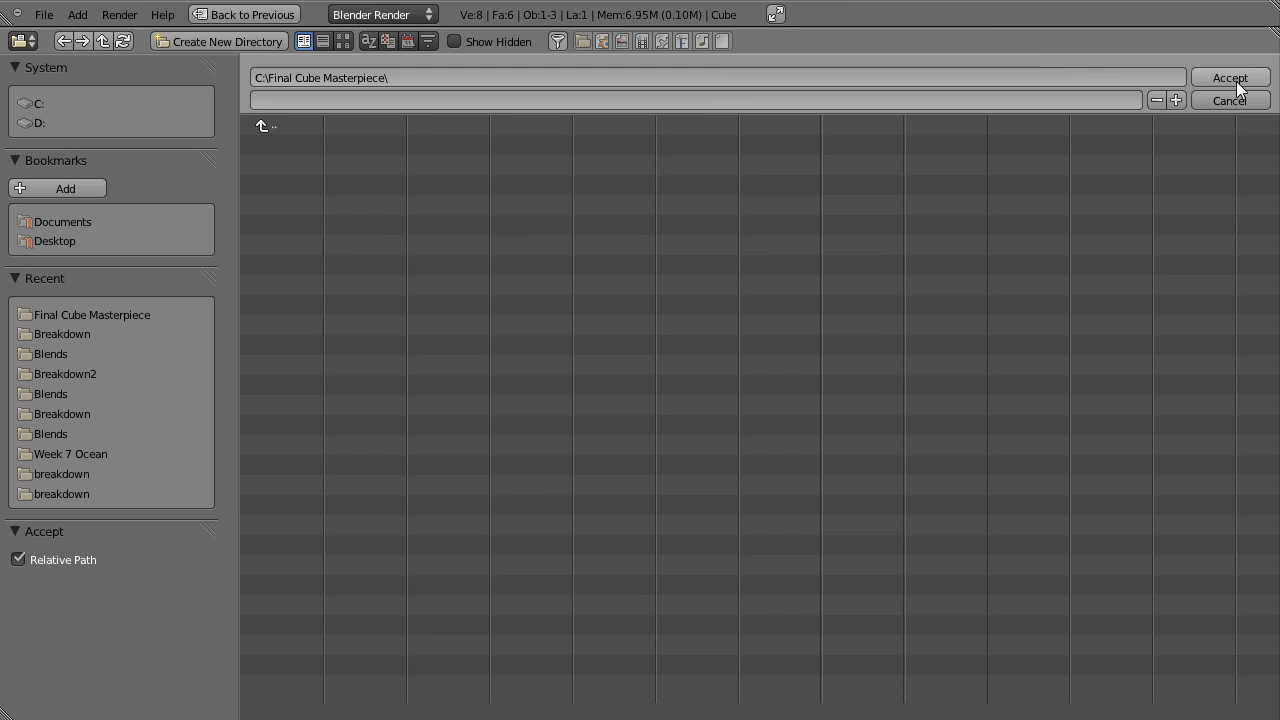 File Add Render Help Back to Previous Blender Render Ve:8 | Fa:6 | Ob:1-3 | La:1 | Mem:6.95M (0.10M) | Cube
Create New Directory Show Hidden
System
C:\Final Cube Masterpiece\ Accept
Cancel
C:
D:
..
Bookmarks
Add
Documents
Desktop
Recent
Final Cube Masterpiece
Breakdown
Blends
Breakdown2
Blends
Breakdown
Blends
Week 7 Ocean
breakdown
breakdown
Accept
Relative Path